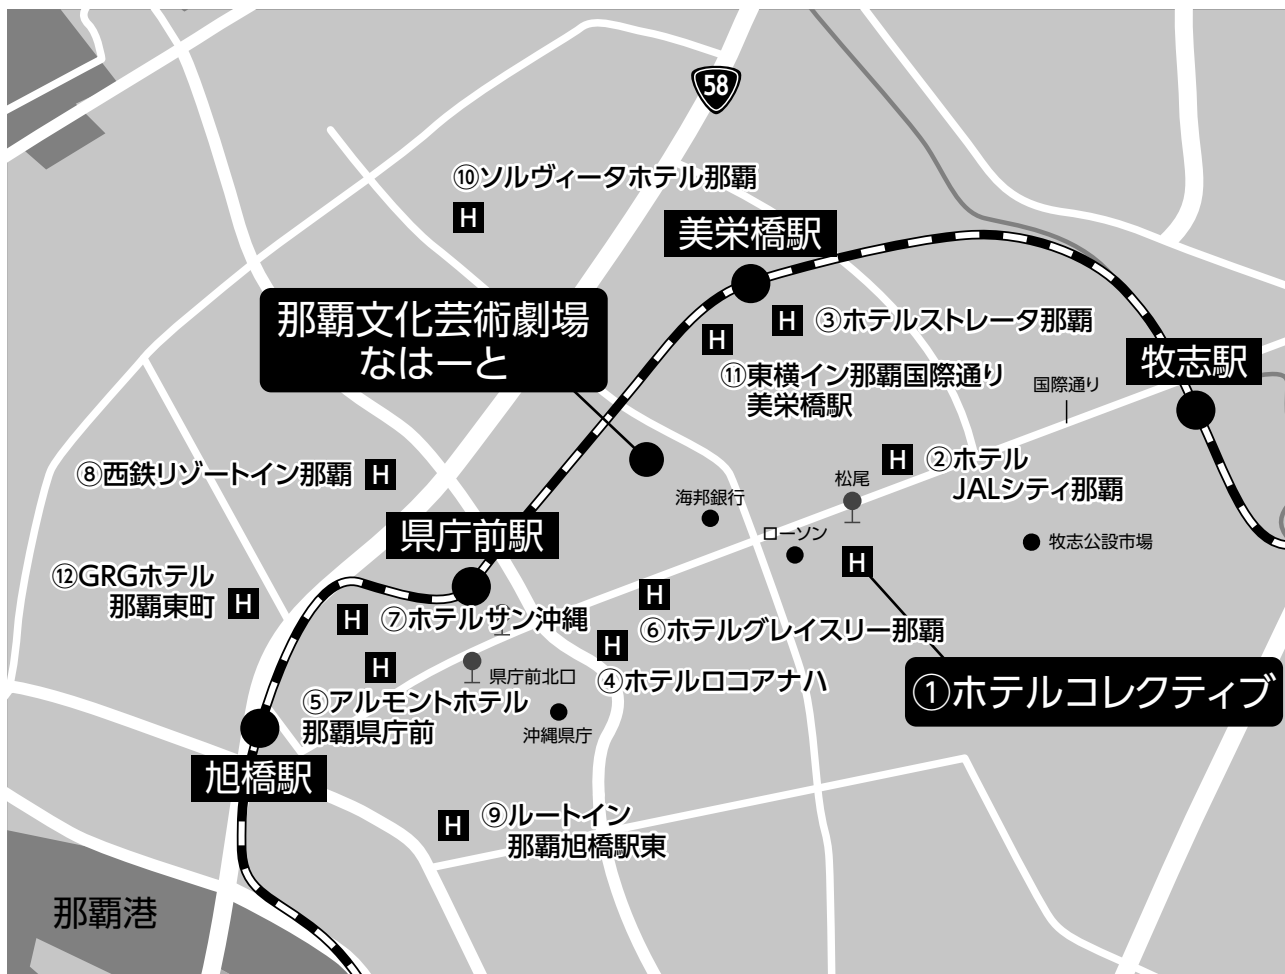 58
⑩ソルヴィータホテル那覇
H
美栄橋駅
那覇文化芸術劇場
なはーと
H
③ホテルストレータ那覇
H
⑪東横イン那覇国際通り
美栄橋駅
牧志駅
国際通り
⑧西鉄リゾートイン那覇
H
H
②ホテル
JALシティ那覇
松尾
海邦銀行
ローソン
牧志公設市場
県庁前駅
H
⑫GRGホテル
那覇東町
H
H
⑦ホテルサン沖縄
H
⑥ホテルグレイスリー那覇
H
④ホテルロコアナハ
①ホテルコレクティブ
H
県庁前北口
⑤アルモントホテル
那覇県庁前
沖縄県庁
旭橋駅
H
⑨ルートイン
那覇旭橋駅東
那覇港